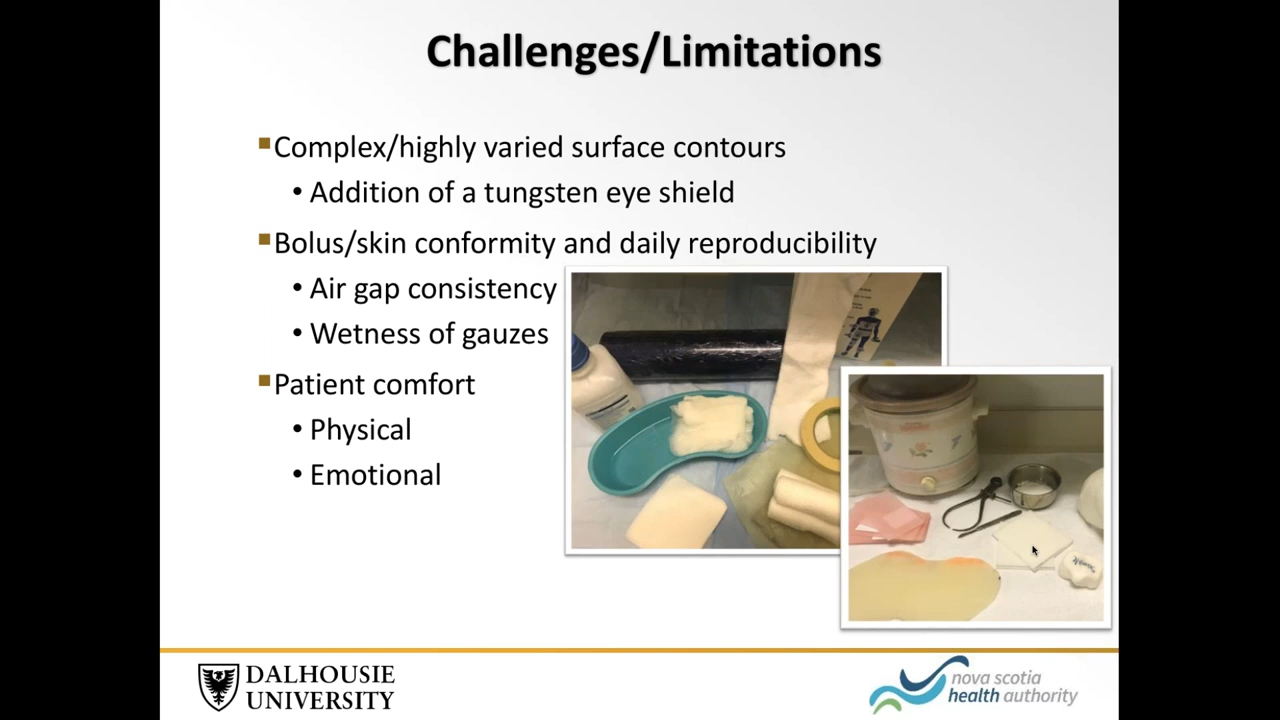 Challenges/Limitations
Complex/highly varied surface contours
• Addition of a tungsten eye shield
Bolus/skin conformity and daily reproducibility
• Air gap consistency
• Wetness of gauzes
Patient comfort
• Physical
• Emotional
DALHOUSIE
UNIVERSITY
nova scotia
health authority